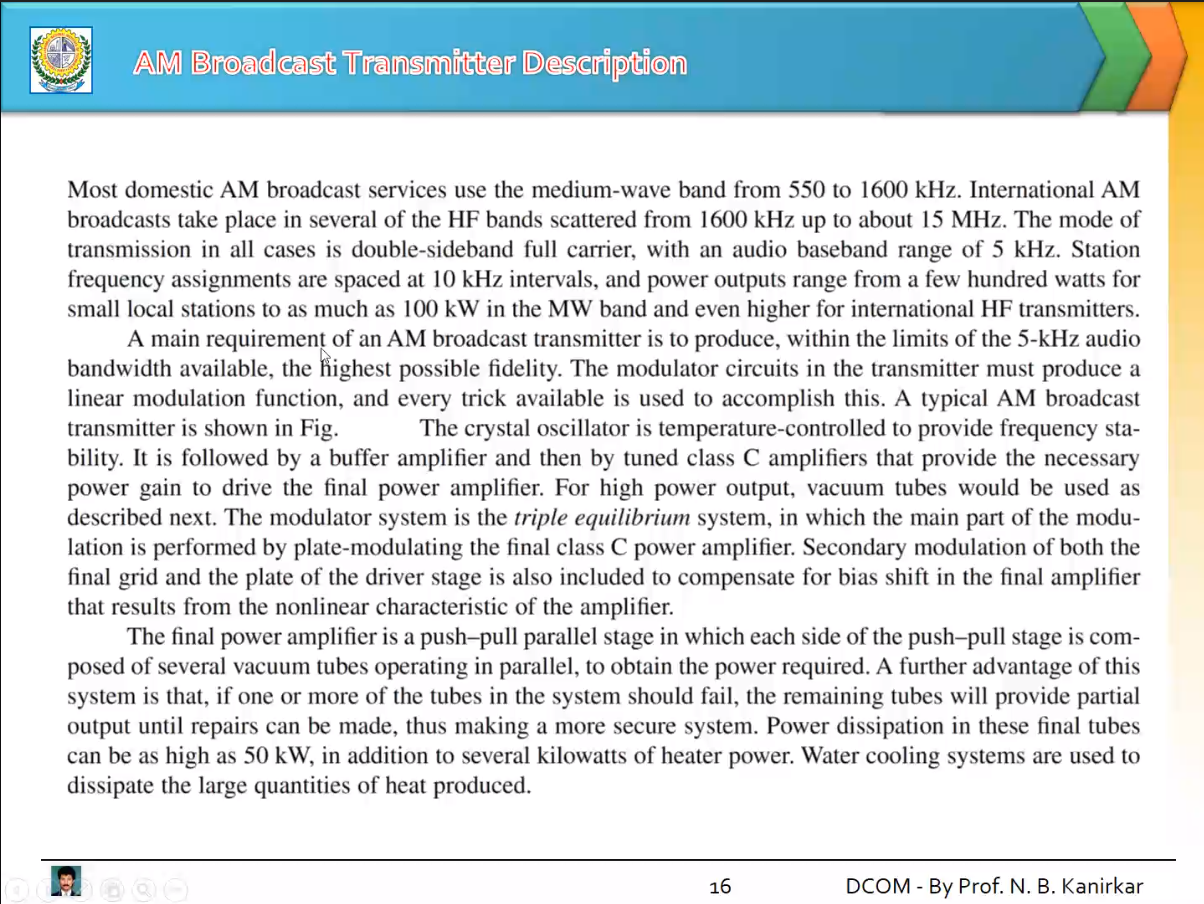 AM Broadcast Transmitter Description
Most domestic AM broadcast services use the medium-wave band from 550 to 1600 kHz. International AM
broadcasts take place in several of the HF bands scattered from 1600 kHz up to about 15 MHz. The mode of
transmission in all cases is double-sideband full carrier, with an audio baseband range of 5 kHz. Station
frequency assignments are spaced at 10 kHz intervals, and power outputs range from a few hundred watts for
small local stations to as much as 100 kW in the MW band and even higher for international HF transmitters.
A main requirement of an AM broadcast transmitter is to produce, within the limits of the 5-kHz audio
bandwidth available, the highest possible fidelity. The modulator circuits in the transmitter must produce a
linear modulation function, and every trick available is used to accomplish this. A typical AM broadcast
transmitter is shown in Fig. The crystal oscillator is temperature-controlled to provide frequency sta-
bility. It is followed by a buffer amplifier and then by tuned class C amplifiers that provide the necessary
power gain to drive the final power amplifier. For high power output, vacuum tubes would be used as
described next. The modulator system is the triple equilibrium system, in which the main part of the modu-
lation is performed by plate-modulating the final class C power amplifier. Secondary modulation of both the
final grid and the plate of the driver stage is also included to compensate for bias shift in the final amplifier
that results from the nonlinear characteristic of the amplifier.
The final power amplifier is a push–pull parallel stage in which each side of the push–pull stage is com-
posed of several vacuum tubes operating in parallel, to obtain the power required. A further advantage of this
system is that, if one or more of the tubes in the system should fail, the remaining tubes will provide partial
output until repairs can be made, thus making a more secure system. Power dissipation in these final tubes
can be as high as 50 kW, in addition to several kilowatts of heater power. Water cooling systems are used to
dissipate the large quantities of heat produced.
16
DCOM - By Prof. N. B. Kanirkar